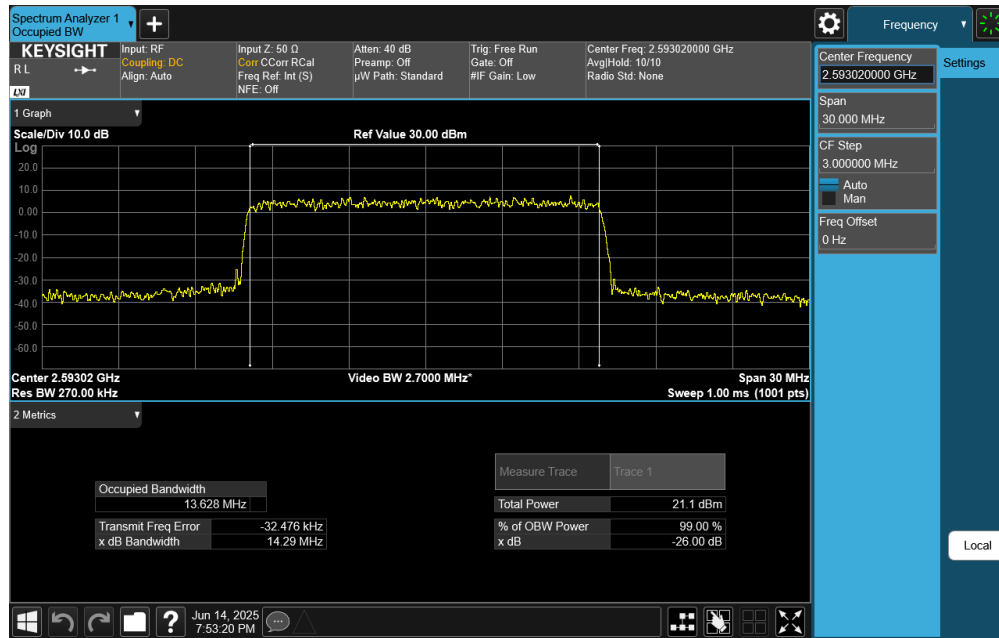 Spectrum Analyzer 1
Occupied BW
+
Frequency
KEYSIGHT
R L
LXI
Input: RF
Coupling: DC
Align: Auto
Input Z: 50 Ω
Corr CCorr RCal
Freq Ref: Int (S)
NFE: Off
Atten: 40 dB
Preamp: Off
µW Path: Standard
Trig: Free Run
Gate: Off
#IF Gain: Low
Center Freq: 2.593020000 GHz
Avg|Hold: 10/10
Radio Std: None
Center Frequency
2.593020000 GHz
Settings
Span
30.000 MHz
CF Step
3.000000 MHz
Auto
Man
Freq Offset
0 Hz
Local
1 Graph
Scale/Div 10.0 dB
Ref Value 30.00 dBm
Log
20.0
10.0
0.00
-10.0
-20.0
-30.0
-40.0
-50.0
-60.0
Center 2.59302 GHz
Video BW 2.7000 MHz*
Span 30 MHz
Res BW 270.00 kHz
Sweep 1.00 ms (1001 pts)
2 Metrics
Measure Trace
Trace 1
Occupied Bandwidth
13.628 MHz
Total Power
21.1 dBm
Transmit Freq Error
-32.476 kHz
% of OBW Power
99.00 %
x dB Bandwidth
14.29 MHz
x dB
-26.00 dB
?
Jun 14, 2025
7:53:20 PM